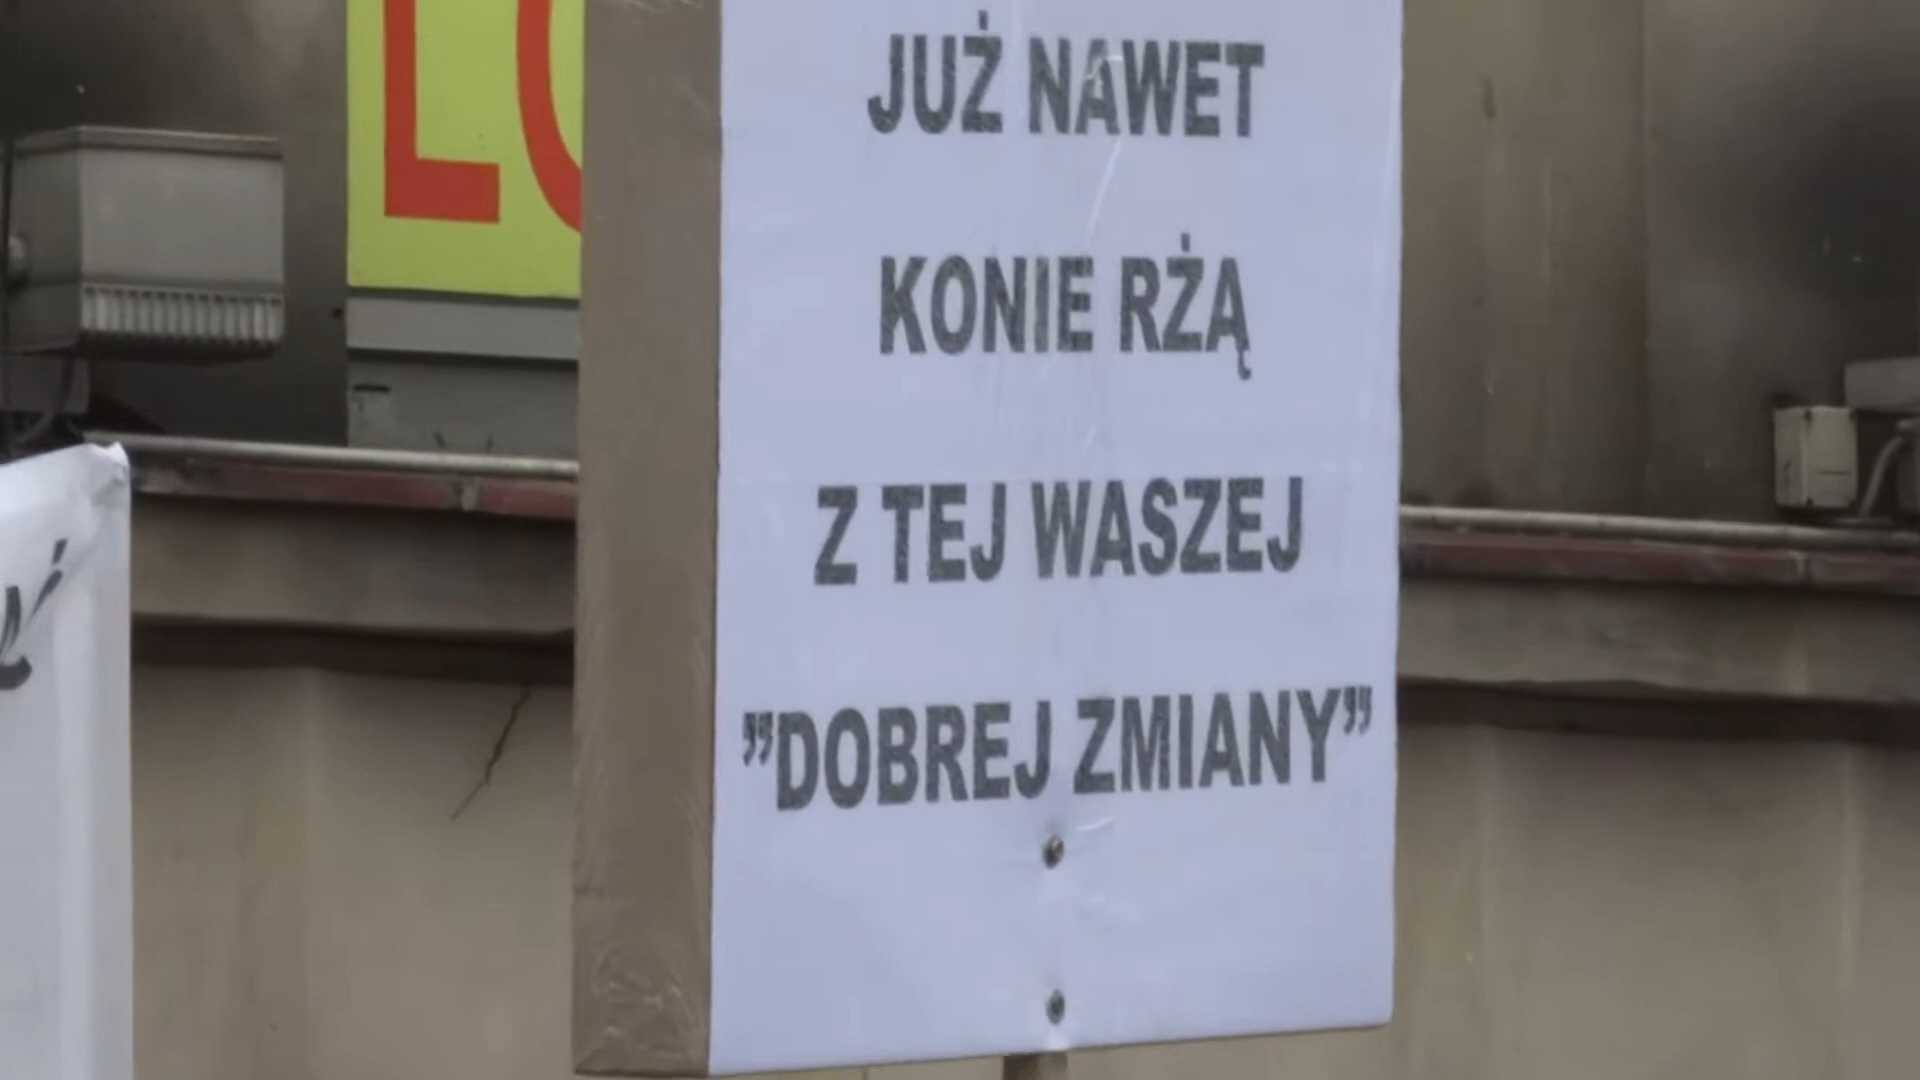 JUŻ NAWET
KONIE RŻĄ
Z TEJ WASZEJ
"DOBREJ ZMIANY"